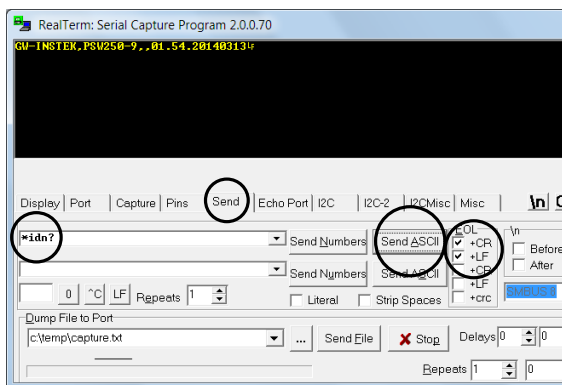 RealTerm: Serial Capture Program 2.0.0.70
GW-INSTEK,PSW250-9,,01.54.20140313LF
Display Port Capture Pins Send Echo Port I2C I2C-2 I2CMisc Misc \n
*idn? Send Numbers Send ASCII
EOL
+CR
+LF
\n
Before
After
Send Numbers Send ASCII
+CR
+LF
+crc
SMBUS 8
0 ^C LF Repeats 1 Literal Strip Spaces
Dump File to Port
c:\temp\capture.txt ... Send File Stop Delays 0 0
Repeats 1 0